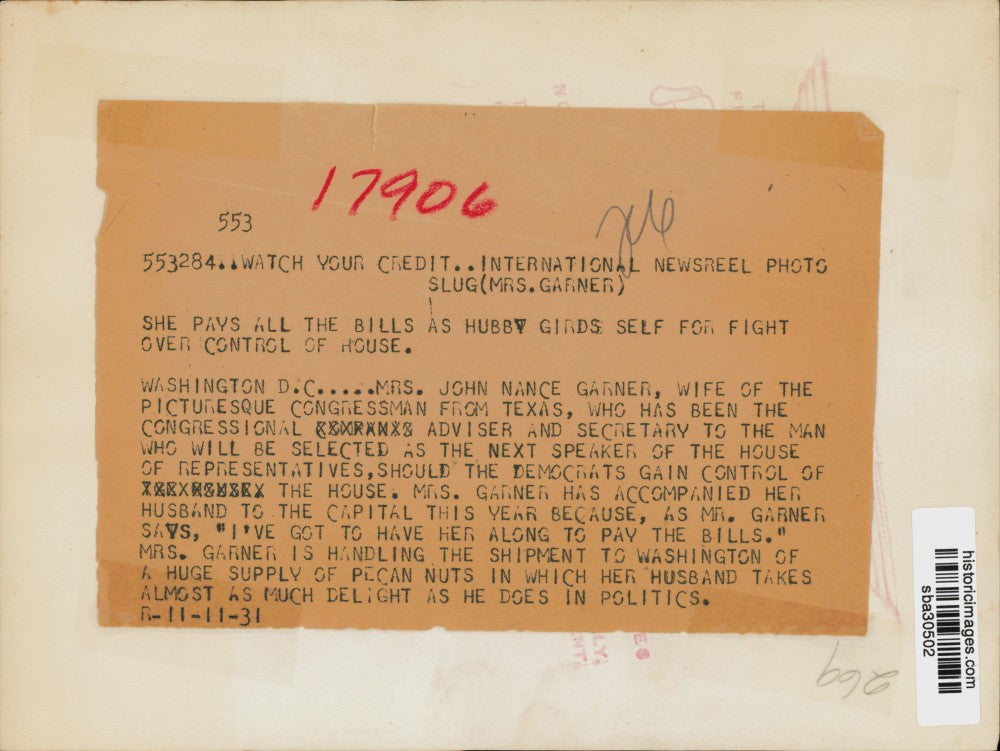 17906
553
553284..WATCH YOUR CREDIT..INTERNATIONAL NEWSREEL PHOTO
SLUG(MRS.GARNER)
SHE PAYS ALL THE BILLS AS HUBBY GIRDS SELF FOR FIGHT
OVER CONTROL OF HOUSE.
WASHINGTON D.C.....MRS. JOHN NANCE GARNER, WIFE OF THE
PICTURESQUE CONGRESSMAN FROM TEXAS, WHO HAS BEEN THE
CONGRESSIONAL ADVISER AND SECRETARY TO THE MAN
WHO WILL BE SELECTED AS THE NEXT SPEAKER OF THE HOUSE
OF REPRESENTATIVES,SHOULD THE DEMOCRATS GAIN CONTROL OF
THE HOUSE. MRS. GARNER HAS ACCOMPANIED HER
HUSBAND TO THE CAPITAL THIS YEAR BECAUSE, AS MR. GARNER
SAYS, "I'VE GOT TO HAVE HER ALONG TO PAY THE BILLS."
MRS. GARNER IS HANDLING THE SHIPMENT TO WASHINGTON OF
A HUGE SUPPLY OF PECAN NUTS IN WHICH HER HUSBAND TAKES
ALMOST AS MUCH DELIGHT AS HE DOES IN POLITICS.
R-11-11-31
historicimages.com
sba30502
269